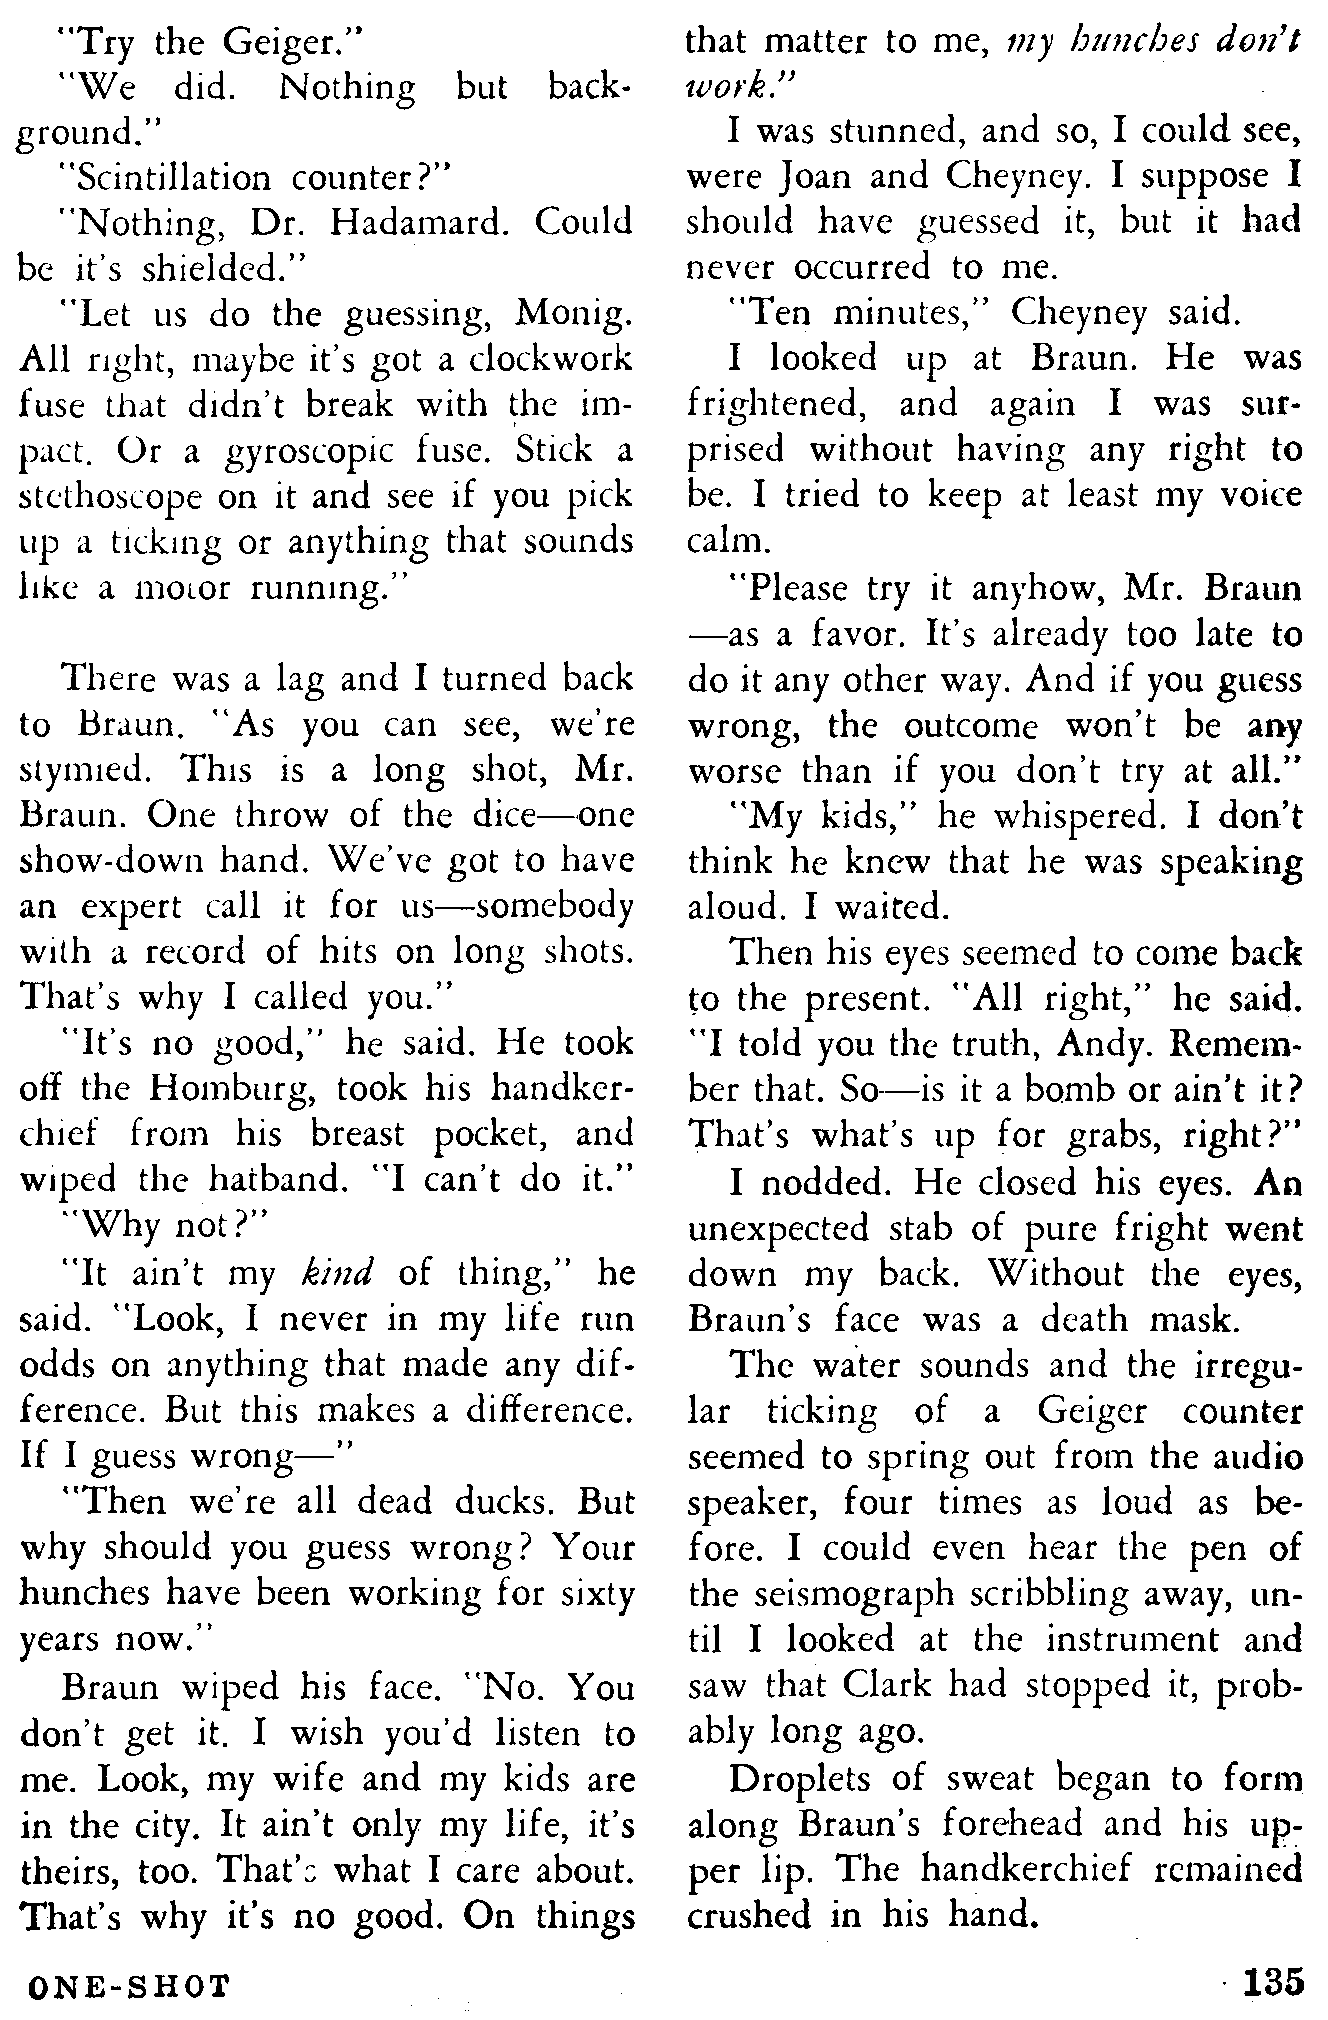 "Try the Geiger."
"We did. Nothing but back-
ground."
"Scintillation counter?"
"Nothing, Dr. Hadamard. Could
be it's shielded."
"Let us do the guessing, Monig.
All right, maybe it's got a clockwork
fuse that didn't break with the im-
pact. Or a gyroscopic fuse. Stick a
stethoscope on it and see if you pick
up a ticking or anything that sounds
like a motor running."
There was a lag and I turned back
to Braun. "As you can see, we're
stymied. This is a long shot, Mr.
Braun. One throw of the dice—one
show-down hand. We've got to have
an expert call it for us—somebody
with a record of hits on long shots.
That's why I called you."
"It's no good," he said. He took
off the Homburg, took his handker-
chief from his breast pocket, and
wiped the hatband. "I can't do it."
"Why not?"
"It ain't my kind of thing," he
said. "Look, I never in my life run
odds on anything that made any dif-
ference. But this makes a difference.
If I guess wrong—"
"Then we're all dead ducks. But
why should you guess wrong? Your
hunches have been working for sixty
years now."
Braun wiped his face. "No. You
don't get it. I wish you'd listen to
me. Look, my wife and my kids are
in the city. It ain't only my life, it's
theirs, too. That's what I care about.
That's why it's no good. On things
that matter to me, my hunches don't
work."
I was stunned, and so, I could see,
were Joan and Cheyney. I suppose I
should have guessed it, but it had
never occurred to me.
"Ten minutes," Cheyney said.
I looked up at Braun. He was
frightened, and again I was sur-
prised without having any right to
be. I tried to keep at least my voice
calm.
"Please try it anyhow, Mr. Braun
—as a favor. It's already too late to
do it any other way. And if you guess
wrong, the outcome won't be any
worse than if you don't try at all."
"My kids," he whispered. I don't
think he knew that he was speaking
aloud. I waited.
Then his eyes seemed to come back
to the present. "All right," he said.
"I told you the truth, Andy. Remem-
ber that. So—is it a bomb or ain't it?
That's what's up for grabs, right?"
I nodded. He closed his eyes. An
unexpected stab of pure fright went
down my back. Without the eyes,
Braun's face was a death mask.
The water sounds and the irregu-
lar ticking of a Geiger counter
seemed to spring out from the audio
speaker, four times as loud as be-
fore. I could even hear the pen of
the seismograph scribbling away, un-
til I looked at the instrument and
saw that Clark had stopped it, prob-
ably long ago.
Droplets of sweat began to form
along Braun's forehead and his up-
per lip. The handkerchief remained
crushed in his hand.
ONE-SHOT
135